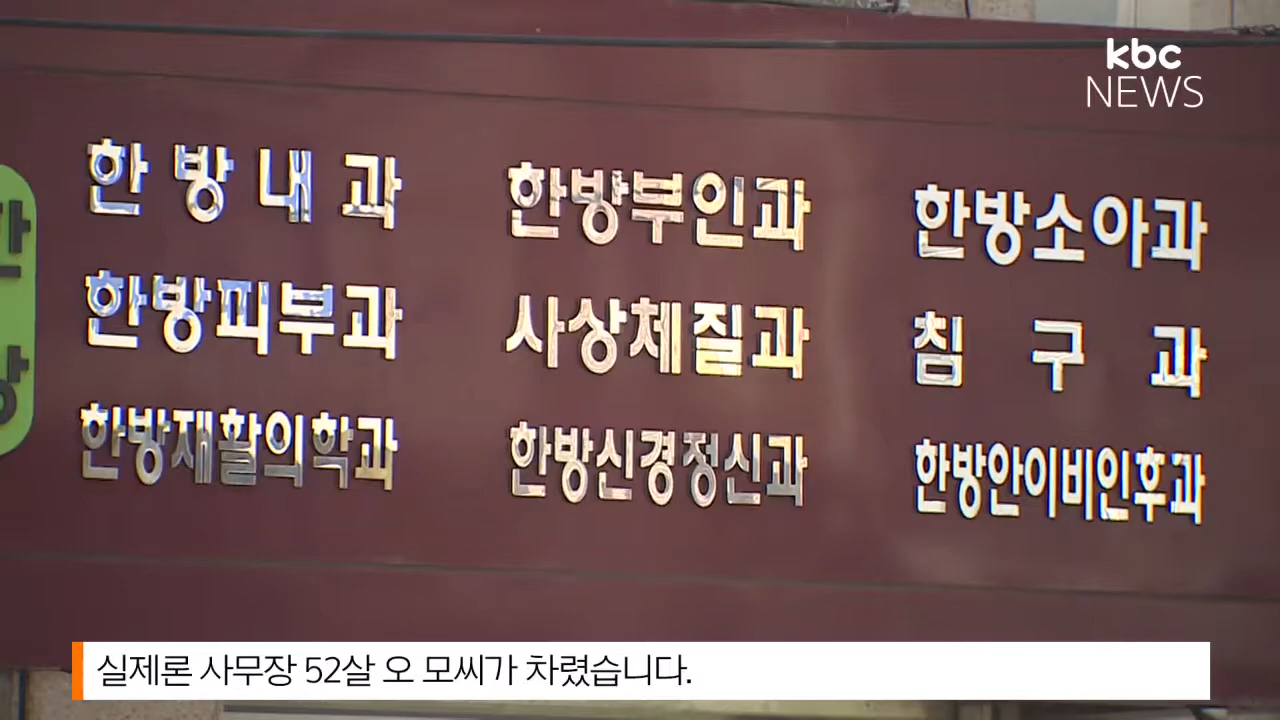 kbc
NEWS
한방내과 한방부인과 한방소아과
한방피부과 사상체질과 침구과
한방재활의학과 한방신경정신과 한방안이비인후과
실제론 사무장 52살 오 모씨가 차렸습니다.